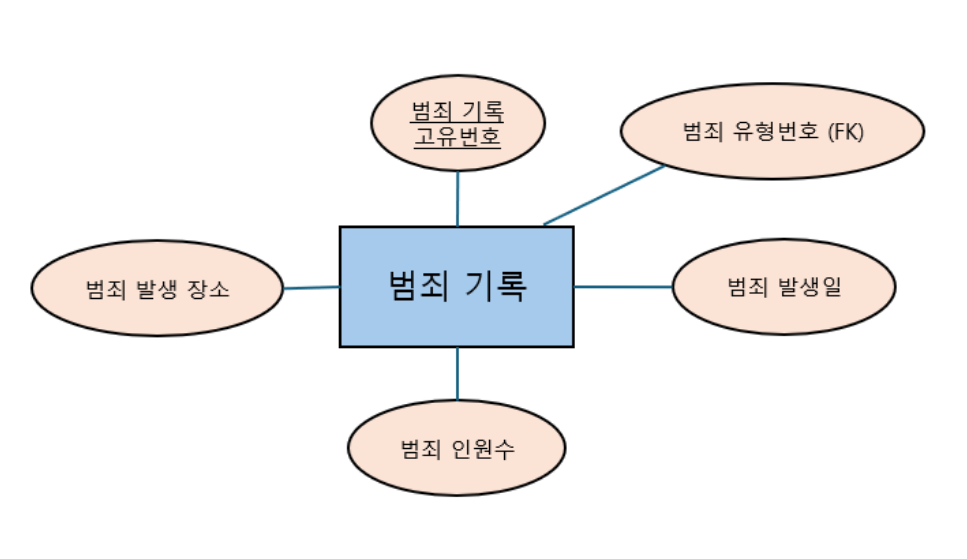 범죄 기록
고유번호
범죄 유형번호 (FK)
범죄 발생 장소
범죄 기록
범죄 발생일
범죄 인원수